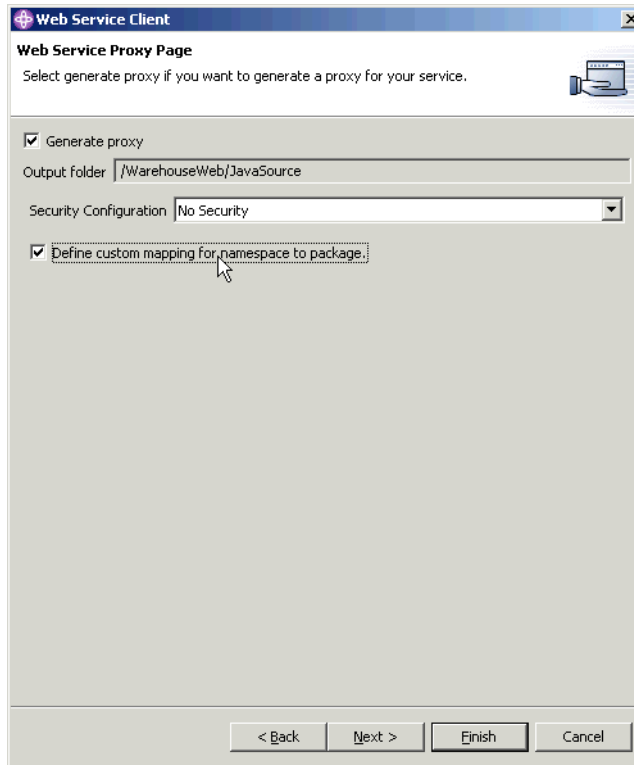 Web Service Client
Web Service Proxy Page
Select generate proxy if you want to generate a proxy for your service.
Generate proxy
Output folder /WarehouseWeb/JavaSource
Security Configuration No Security
Define custom mapping for namespace to package.
< Back Next > Finish Cancel